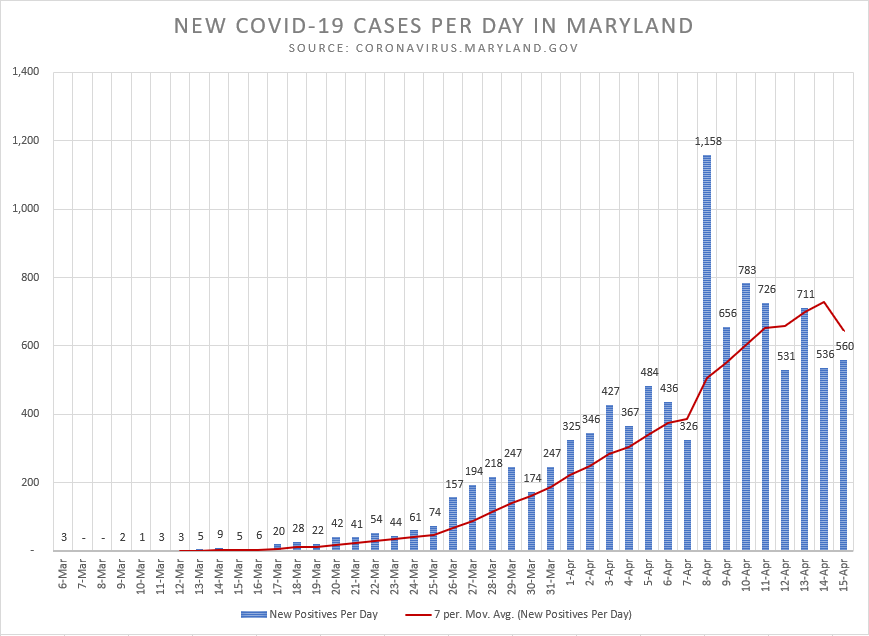 NEW COVID-19 CASES PER DAY IN MARYLAND
SOURCE: CORONAVIRUS.MARYLAND.GOV
1,400
1,200
1,000
800
600
400
200
-
3 - - 2 1 3 3 5 9 5 6 20 28 22 42 41 54 44 61 74 157 194 218 247 174 247 325 346 427 367 484 436 326 1,158 656 783 726 531 711 536 560
6-Mar 7-Mar 8-Mar 9-Mar 10-Mar 11-Mar 12-Mar 13-Mar 14-Mar 15-Mar 16-Mar 17-Mar 18-Mar 19-Mar 20-Mar 21-Mar 22-Mar 23-Mar 24-Mar 25-Mar 26-Mar 27-Mar 28-Mar 29-Mar 30-Mar 31-Mar 1-Apr 2-Apr 3-Apr 4-Apr 5-Apr 6-Apr 7-Apr 8-Apr 9-Apr 10-Apr 11-Apr 12-Apr 13-Apr 14-Apr 15-Apr
New Positives Per Day 7 per. Mov. Avg. (New Positives Per Day)